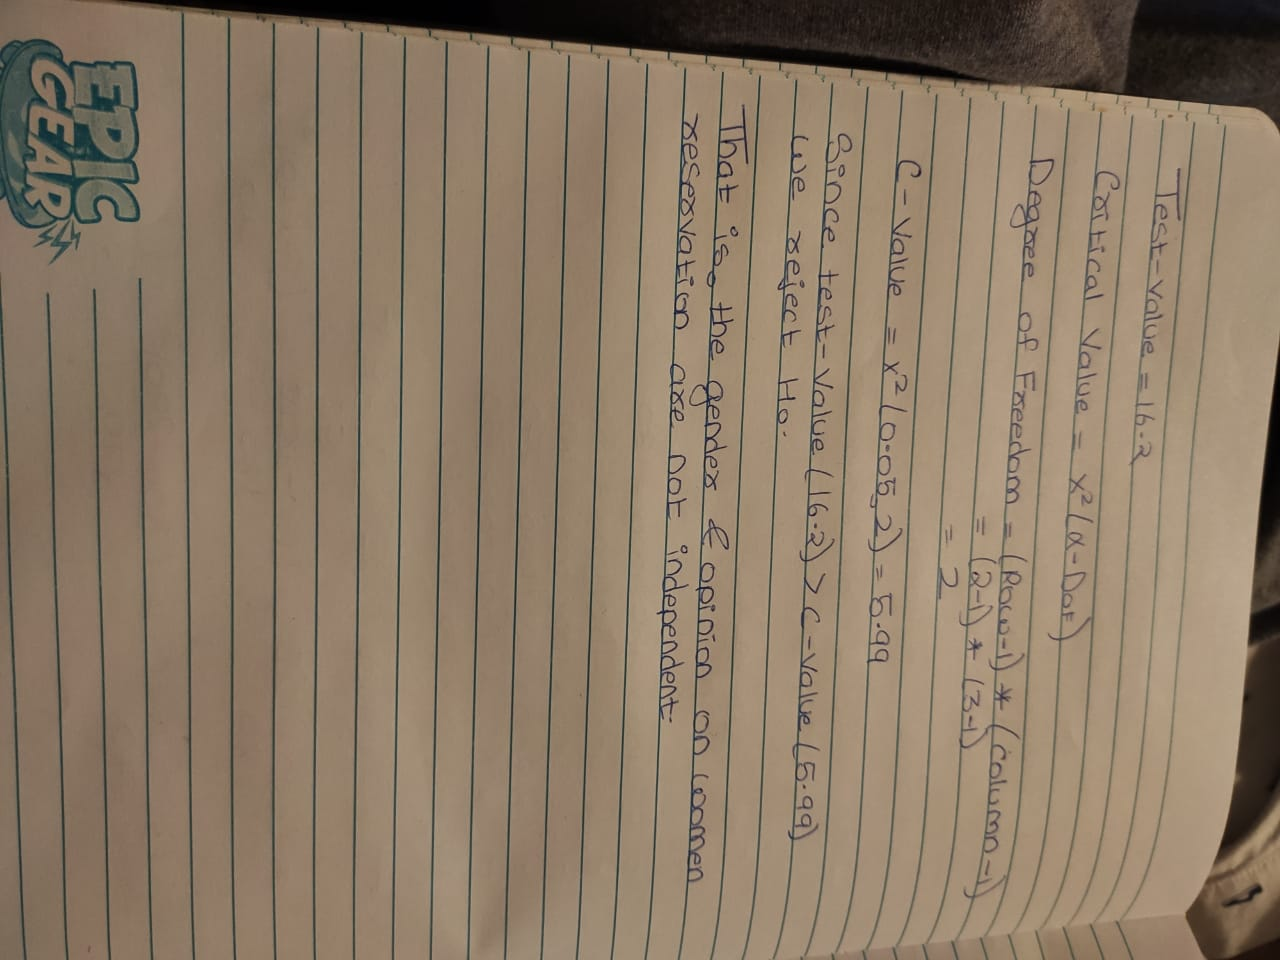 Test-value = 16.2
Critical Value = x² (α-Dof)
Degree of Freedom = (Row-1) * (Column-1)
= (2-1) * (3-1)
= 2
C-Value = x² (0.05, 2) = 5.99
Since test-Value (16.2) > C-Value (5.99)
we reject Ho.
That is, the gender & opinion on women
reservation are not independent.
EPIC
GEAR